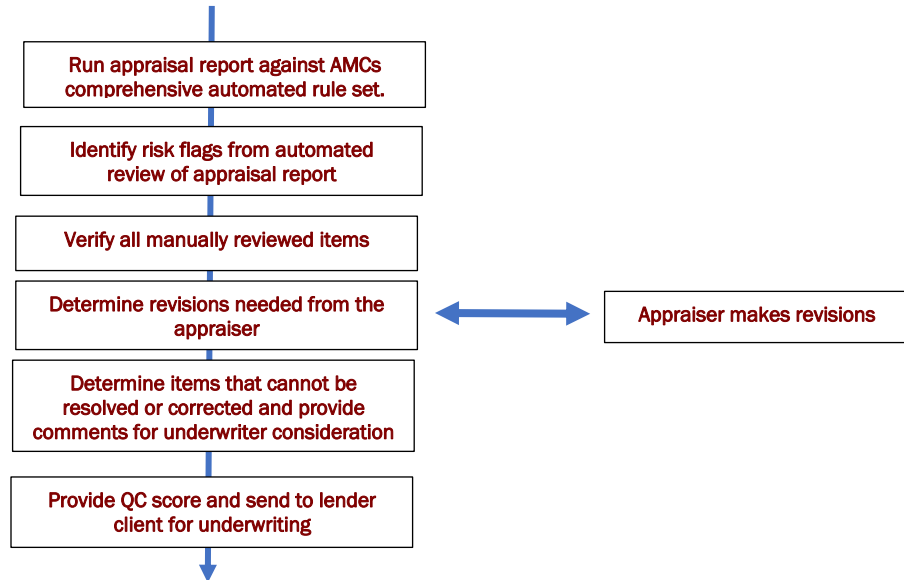 Run appraisal report against AMCs
comprehensive automated rule set.
Identify risk flags from automated
review of appraisal report
Verify all manually reviewed items
Determine revisions needed from the
appraiser
Appraiser makes revisions
Determine items that cannot be
resolved or corrected and provide
comments for underwriter consideration
Provide QC score and send to lender
client for underwriting